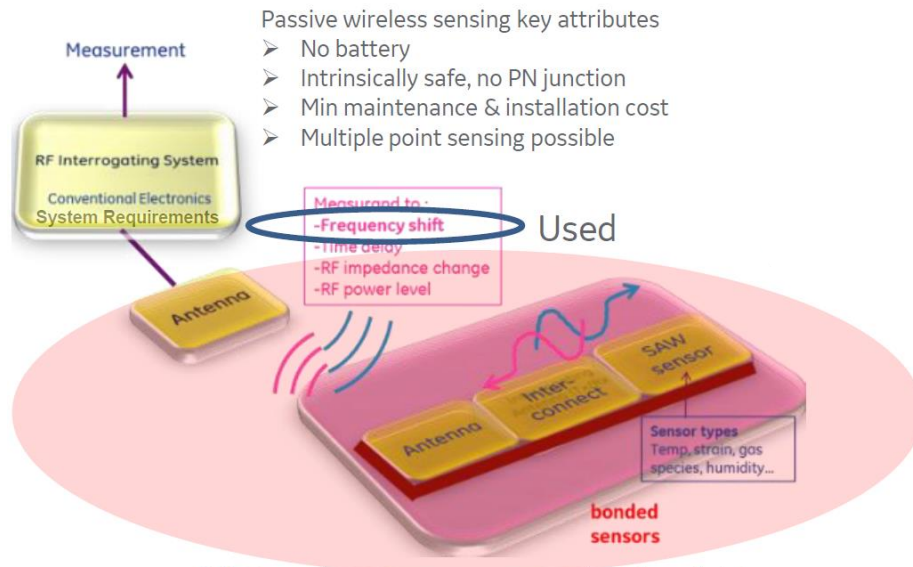 Passive wireless sensing key attributes
➢ No battery
➢ Intrinsically safe, no PN junction
➢ Min maintenance & installation cost
➢ Multiple point sensing possible
Measurement
RF Interrogating System
Conventional Electronics
System Requirements
Measurand to :
-Frequency shift
-Time delay
-RF impedance change
-RF power level
Used
Antenna
Antenna
Inter-
connect
SAW
sensor
Sensor types
Temp, strain, gas
species, humidity...
bonded
sensors